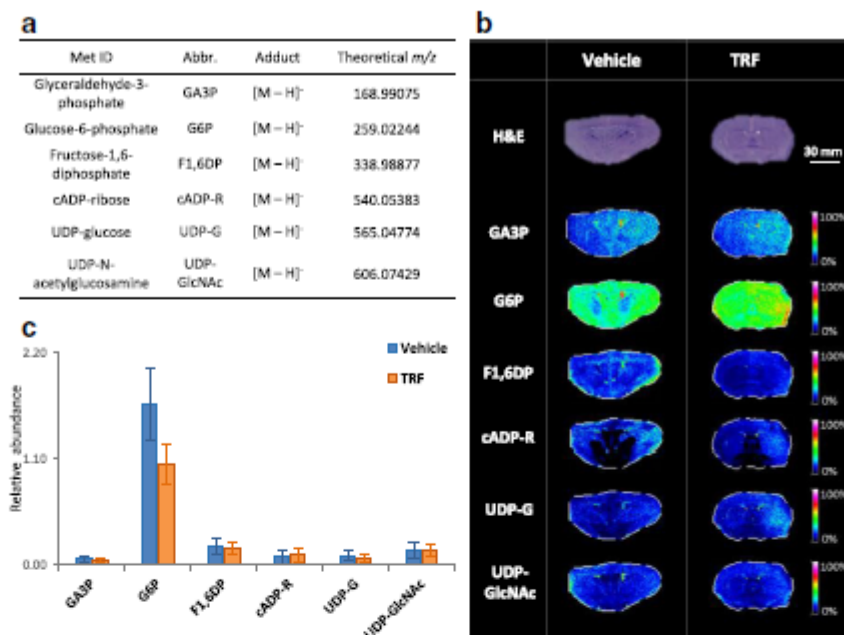 a
Met ID Abbr. Adduct Theoretical m/z
Glyceraldehyde-3-
phosphate GA3P [M – H]⁻ 168.99075
Glucose-6-phosphate G6P [M – H]⁻ 259.02244
Fructose-1,6-
diphosphate F1,6DP [M – H]⁻ 338.98877
cADP-ribose cADP-R [M – H]⁻ 540.05383
UDP-glucose UDP-G [M – H]⁻ 565.04774
UDP-N-
acetylglucosamine UDP-
GlcNAc [M – H]⁻ 606.07429
b
Vehicle TRF
H&E
30 mm
GA3P
100%
0%
G6P
100%
0%
F1,6DP
100%
0%
cADP-R
100%
0%
UDP-G
100%
0%
UDP-
GlcNAc
100%
0%
c
Relative abundance
2.20
1.10
0.00
Vehicle
TRF
GA3P
G6P
F1,6DP
cADP-R
UDP-G
UDP-GlcNAc